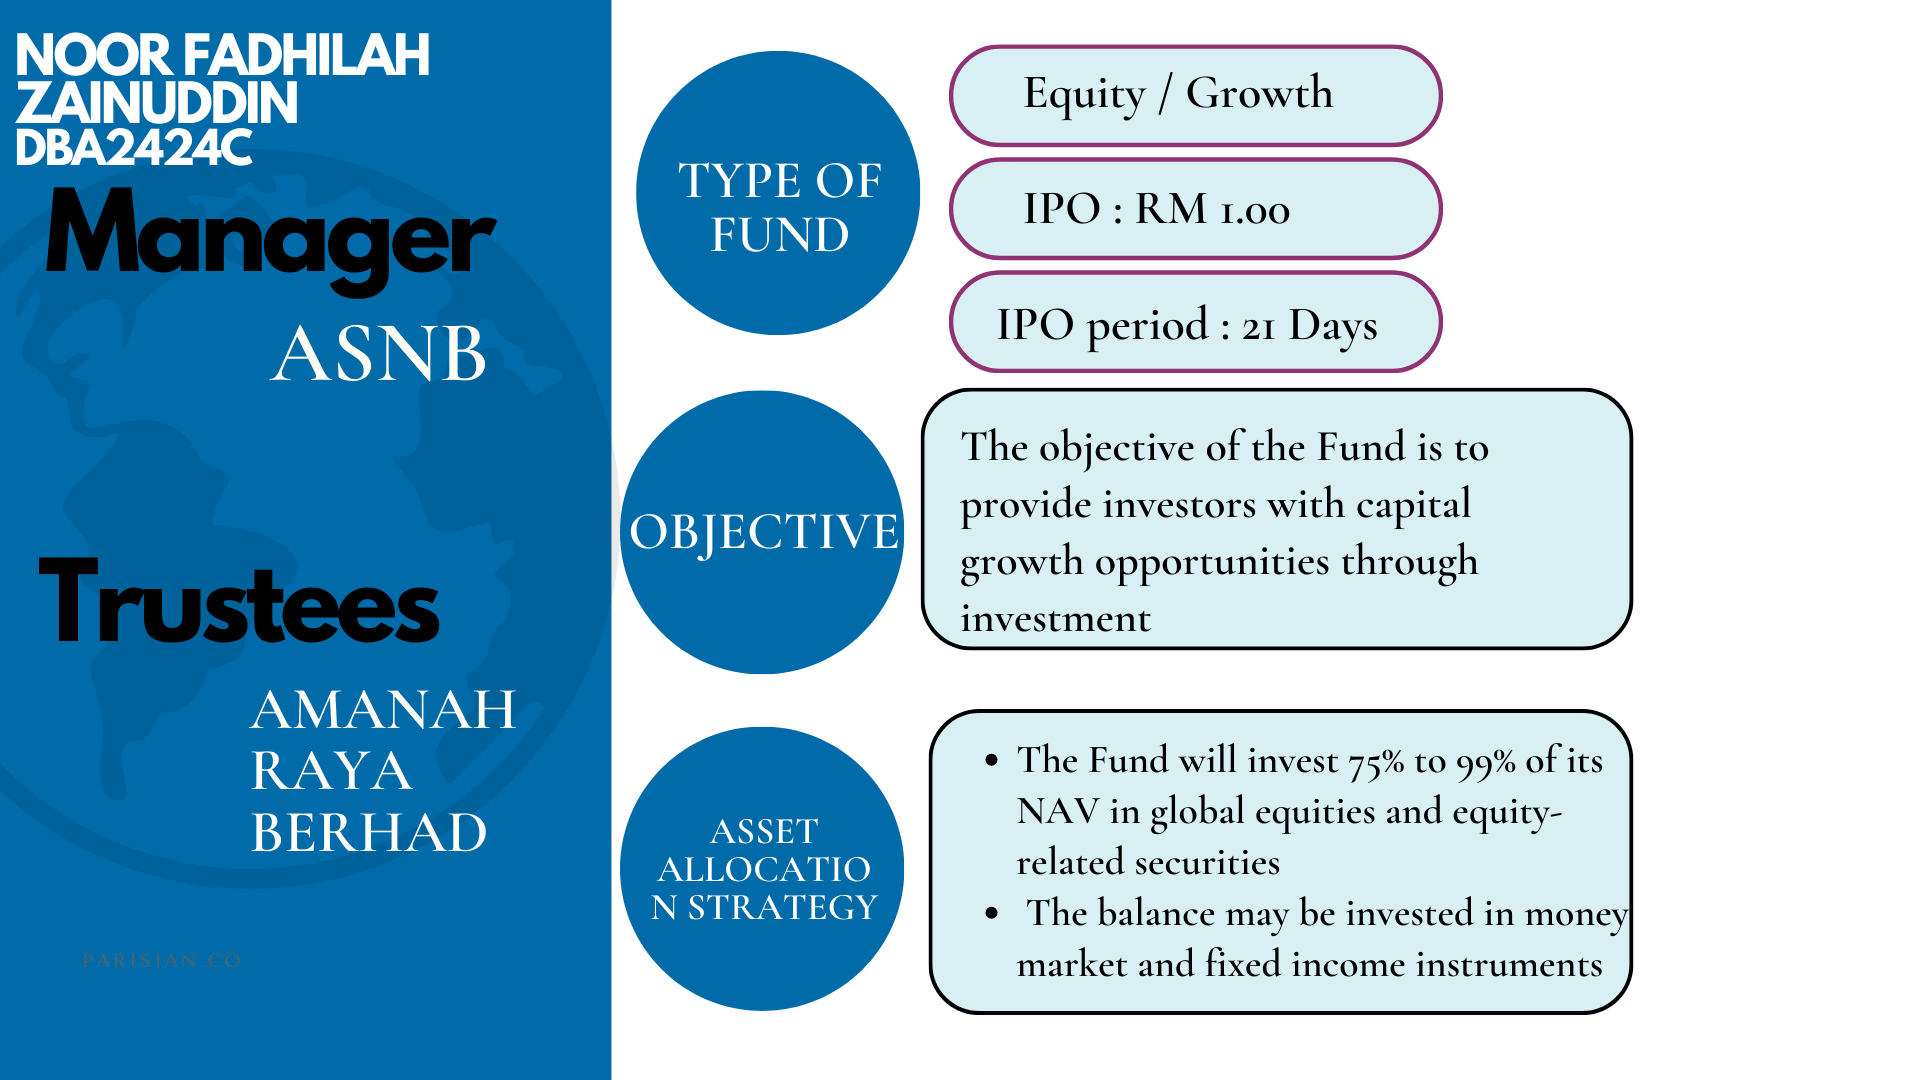 NOOR FADHILAH
ZAINUDDIN
DBA2424C
Manager
ASNB
Trustees
AMANAH
RAYA
BERHAD
PARISIAN.CO
TYPE OF
FUND
Equity / Growth
IPO : RM 1.00
IPO period : 21 Days
OBJECTIVE
The objective of the Fund is to
provide investors with capital
growth opportunities through
investment
ASSET
ALLOCATIO
N STRATEGY
• The Fund will invest 75% to 99% of its
NAV in global equities and equity-
related securities
• The balance may be invested in money
market and fixed income instruments